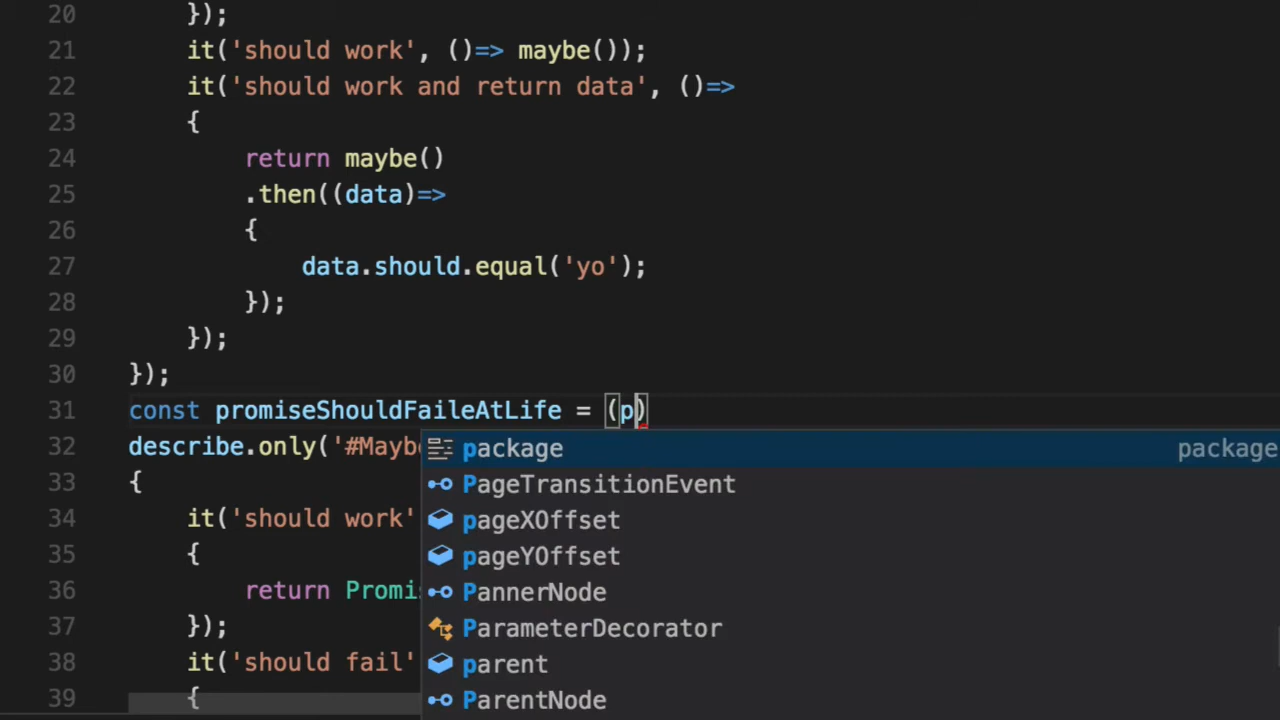 20 });
21 it('should work', ()=> maybe());
22 it('should work and return data', ()=>
23 {
24 return maybe()
25 .then((data)=>
26 {
27 data.should.equal('yo');
28 });
29 });
30 });
31 const promiseShouldFaileAtLife = (p)
32 describe.only('#Maybe
package package
33 {
PageTransitionEvent
34 it('should work'
pageXOffset
35 {
pageYOffset
36 return Promi
PannerNode
37 });
ParameterDecorator
38 it('should fail'
parent
39 {
ParentNode